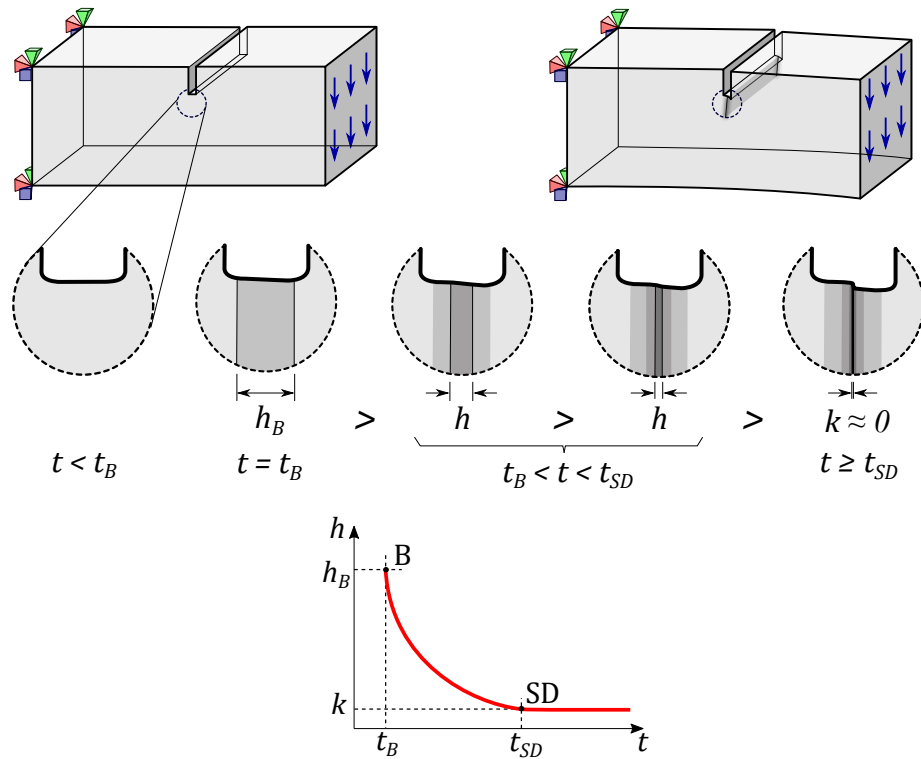 h_B > h > h > k ≈ 0
t < t_B t = t_B t_B < t < t_SD t ≥ t_SD
h
B
h_B
SD
k
t_B t_SD t